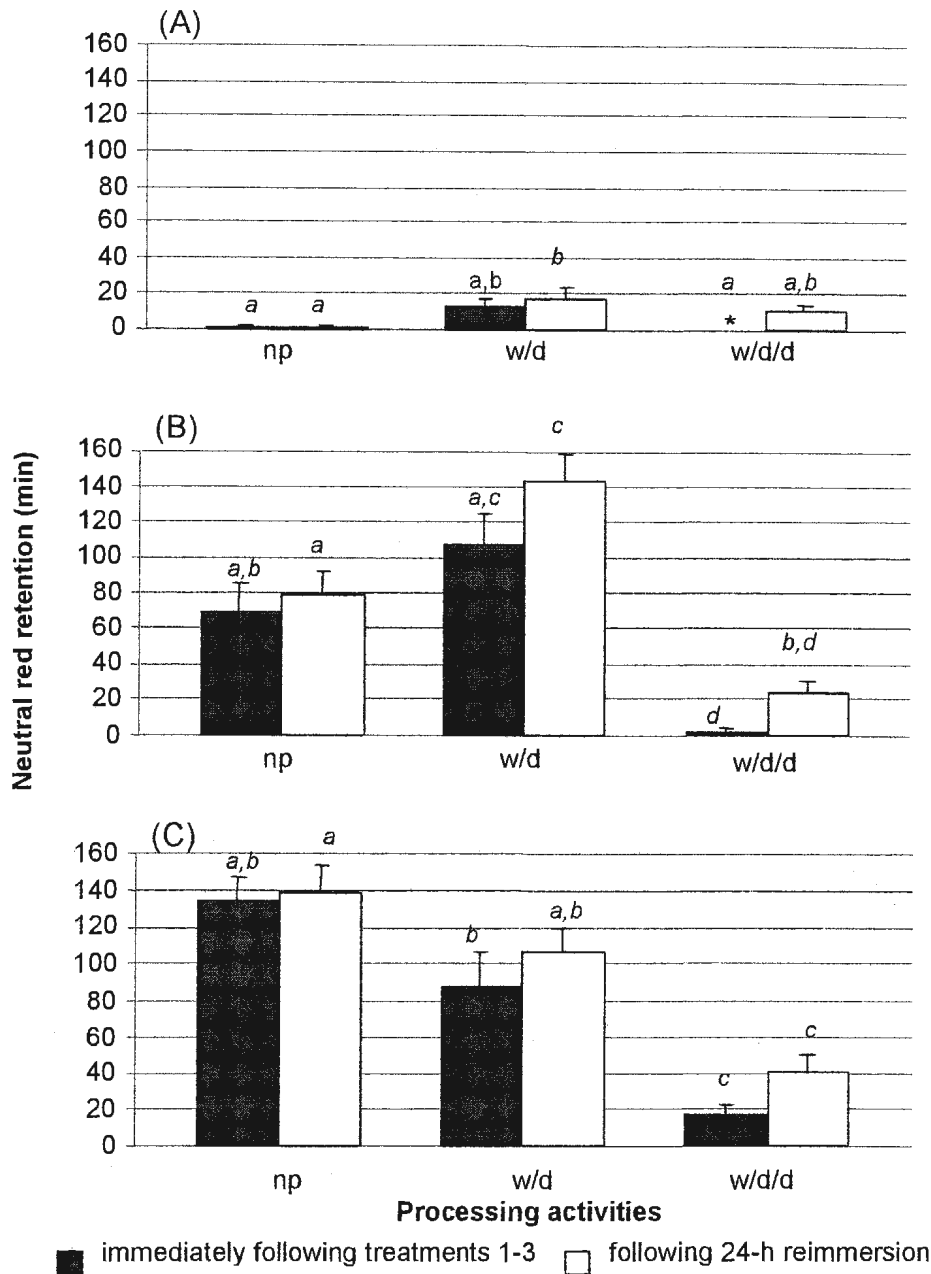 (A)
160
140
120
100
80
60
40
20
0
a a a,b b a a,b
*
np w/d w/d/d
(B)
160
140
120
100
80
60
40
20
0
a,b a a,c c d b,d
np w/d w/d/d
(C)
160
140
120
100
80
60
40
20
0
a,b a b a,b c c
np w/d w/d/d
Neutral red retention (min)
Processing activities
immediately following treatments 1-3 following 24-h reimmersion